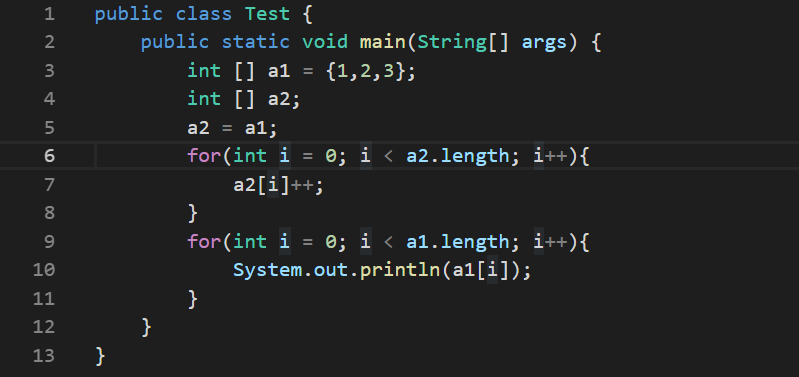 1 public class Test {
2     public static void main(String[] args) {
3         int [] a1 = {1,2,3};
4         int [] a2;
5         a2 = a1;
6         for(int i = 0; i < a2.length; i++){
7             a2[i]++;
8         }
9         for(int i = 0; i < a1.length; i++){
10             System.out.println(a1[i]);
11         }
12     }
13 }